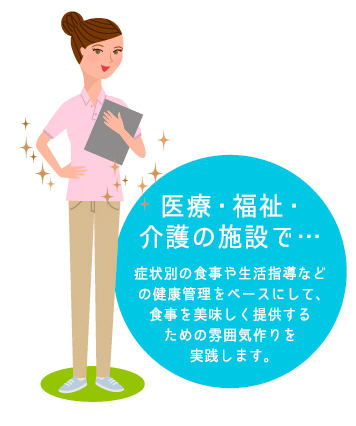 医療・福祉・
介護の施設で…
症状別の食事や生活指導など
の健康管理をベースにして、
食事を美味しく提供する
ための雰囲気作りを
実践します。